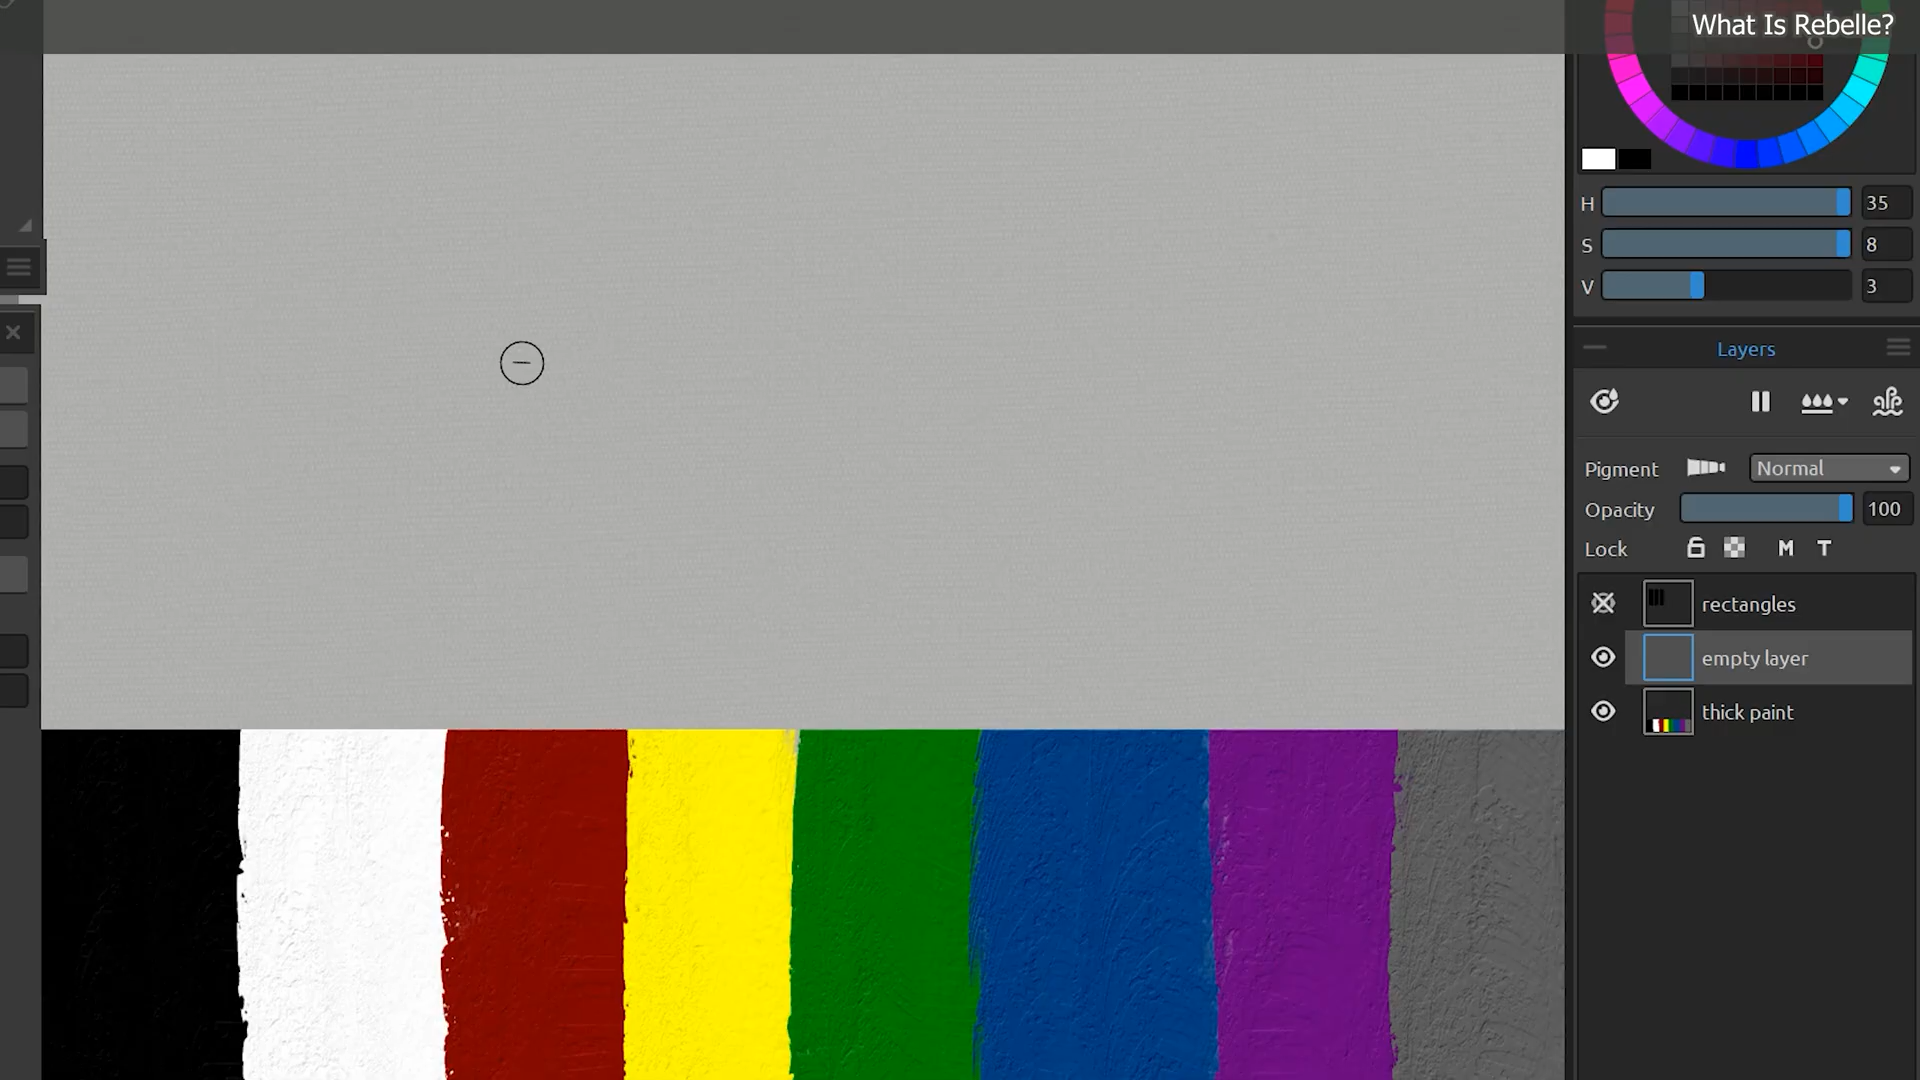 What Is Rebelle?
H 35
S 8
V 3
Layers
Pigment Normal
Opacity 100
Lock M T
rectangles
empty layer
thick paint